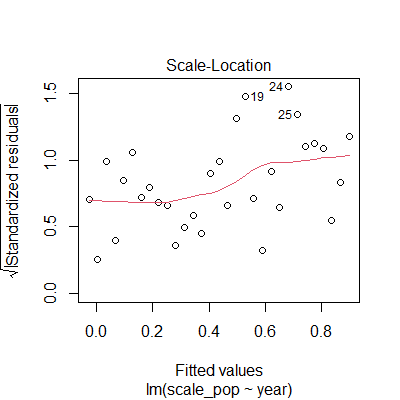 Scale-Location
√|Standardized residuals|
1.5
1.0
0.5
0.0
24
19
25
0.0 0.2 0.4 0.6 0.8
Fitted values
lm(scale_pop ~ year)